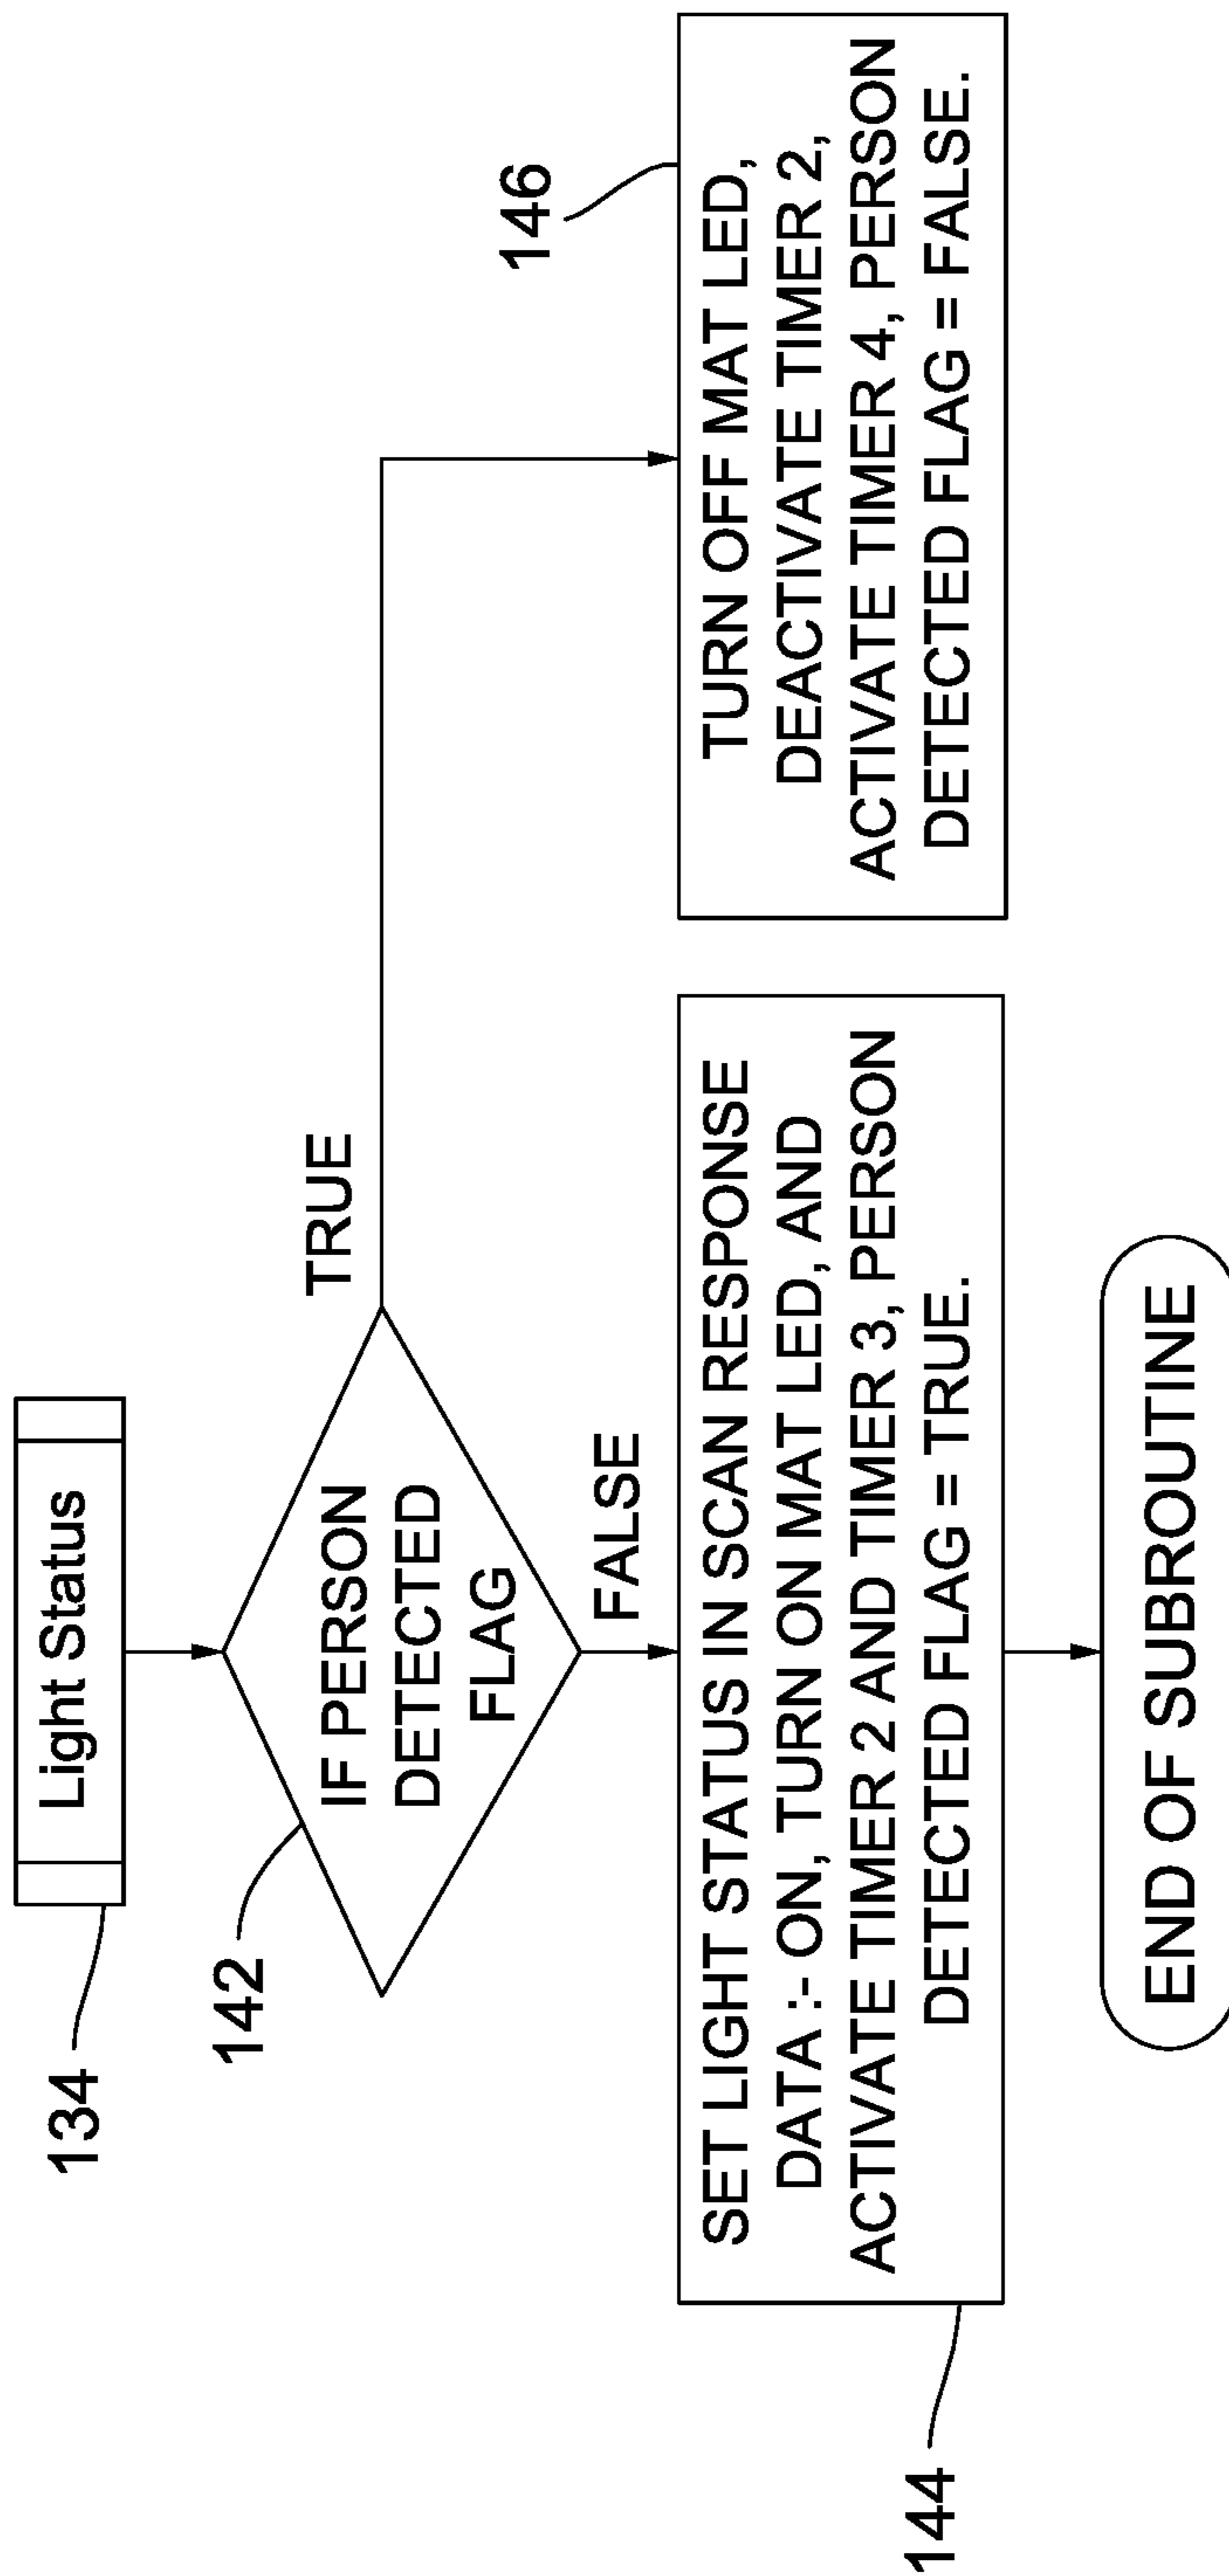 134
Light Status
142
IF PERSON
DETECTED
FLAG
TRUE
FALSE
144
SET LIGHT STATUS IN SCAN RESPONSE
DATA :- ON, TURN ON MAT LED, AND
ACTIVATE TIMER 2 AND TIMER 3, PERSON
DETECTED FLAG = TRUE.
146
TURN OFF MAT LED,
DEACTIVATE TIMER 2,
ACTIVATE TIMER 4, PERSON
DETECTED FLAG = FALSE.
END OF SUBROUTINE